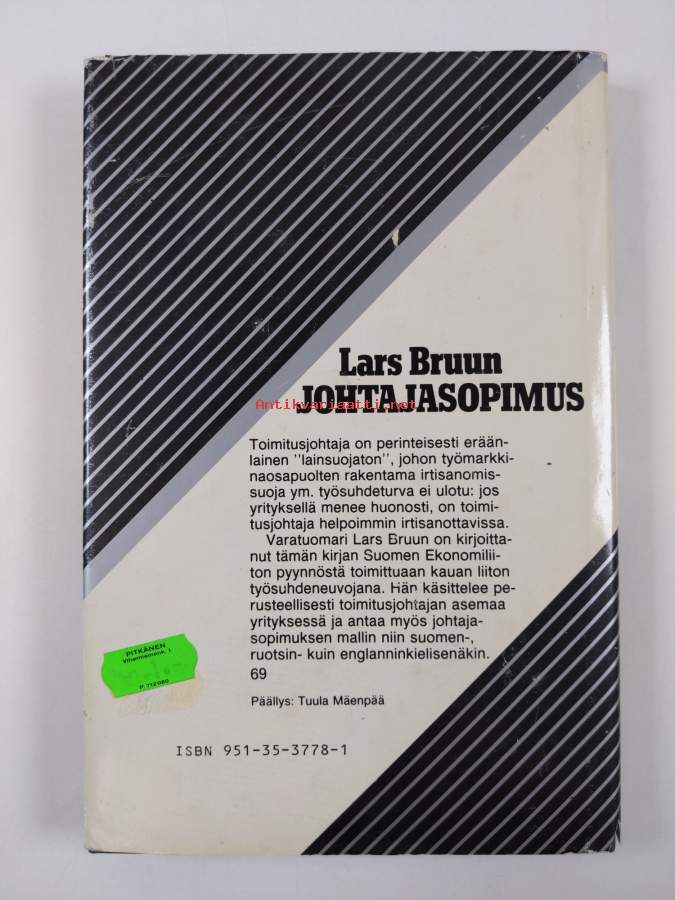 Lars Bruun
JOHTAJASOPIMUS
Antikvariaatti.net
Toimitusjohtaja on perinteisesti erään-
lainen "lainsuojaton", johon työmarkki-
naosapuolten rakentama irtisanomis-
suoja ym. työsuhdeturva ei ulotu: jos
yrityksellä menee huonosti, on toimi-
tusjohtaja helpoimmin irtisanottavissa.
Varatuomari Lars Bruun on kirjoitta-
nut tämän kirjan Suomen Ekonomilii-
ton pyynnöstä toimittuaan kauan liiton
työsuhdeneuvojana. Hän käsittelee pe-
rusteellisesti toimitusjohtajan asemaa
yrityksessä ja antaa myös johtaja-
sopimuksen mallin niin suomen-,
ruotsin- kuin englanninkielisenäkin.
69
Päällys: Tuula Mäenpää
PITKÄNEN
P. 712080
ISBN 951-35-3778-1